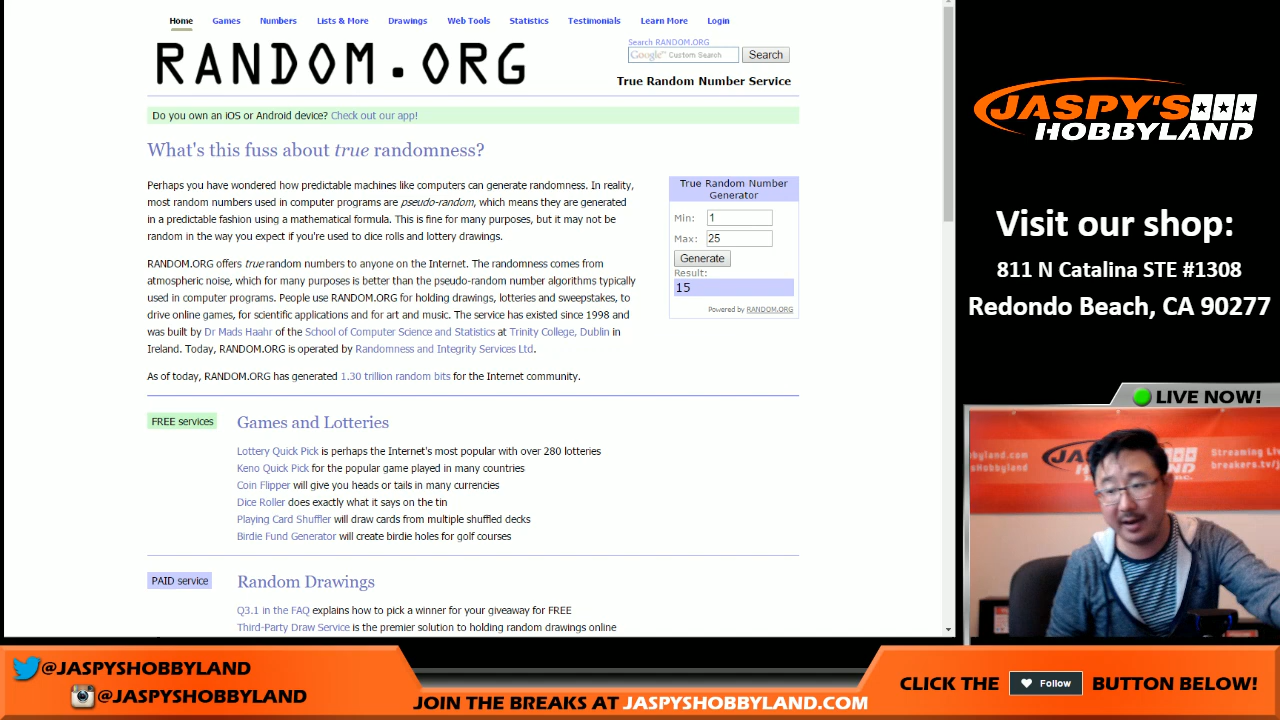 Home Games Numbers Lists & More Drawings Web Tools Statistics Testimonials Learn More Login
RANDOM.ORG
Search RANDOM.ORG
Google™ Custom Search Search
True Random Number Service
Do you own an iOS or Android device? Check out our app!
What's this fuss about true randomness?
Perhaps you have wondered how predictable machines like computers can generate randomness. In reality,
most random numbers used in computer programs are pseudo-random, which means they are generated
in a predictable fashion using a mathematical formula. This is fine for many purposes, but it may not be
random in the way you expect if you're used to dice rolls and lottery drawings.
RANDOM.ORG offers true random numbers to anyone on the Internet. The randomness comes from
atmospheric noise, which for many purposes is better than the pseudo-random number algorithms typically
used in computer programs. People use RANDOM.ORG for holding drawings, lotteries and sweepstakes, to
drive online games, for scientific applications and for art and music. The service has existed since 1998 and
was built by Dr Mads Haahr of the School of Computer Science and Statistics at Trinity College, Dublin in
Ireland. Today, RANDOM.ORG is operated by Randomness and Integrity Services Ltd.
As of today, RANDOM.ORG has generated 1.30 trillion random bits for the Internet community.
True Random Number
Generator
Min: 1
Max: 25
Generate
Result:
15
Powered by RANDOM.ORG
FREE services
Games and Lotteries
Lottery Quick Pick is perhaps the Internet's most popular with over 280 lotteries
Keno Quick Pick for the popular game played in many countries
Coin Flipper will give you heads or tails in many currencies
Dice Roller does exactly what it says on the tin
Playing Card Shuffler will draw cards from multiple shuffled decks
Birdie Fund Generator will create birdie holes for golf courses
PAID service
Random Drawings
Q3.1 in the FAQ explains how to pick a winner for your giveaway for FREE
Third-Party Draw Service is the premier solution to holding random drawings online
JASPY'S
HOBBYLAND
Visit our shop:
811 N Catalina STE #1308
Redondo Beach, CA 90277
LIVE NOW!
Streaming Live
breakers.tv/j
@JASPYSHOBBYLAND
@JASPYSHOBBYLAND
JOIN THE BREAKS AT JASPYSHOBBYLAND.COM
CLICK THE Follow BUTTON BELOW!